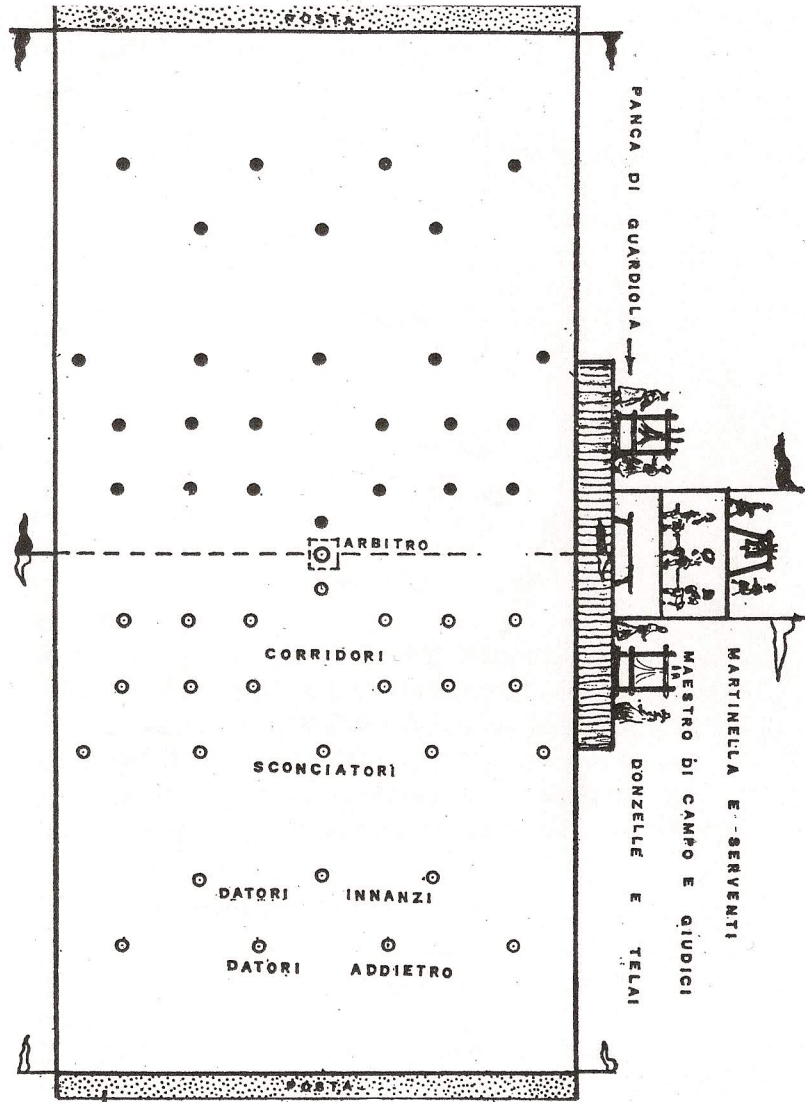 POSTA
PANCA DI GUARDIOLA
ARBITRO
CORRIDORI
SCONCIATORI
DATORI INNANZI
DATORI ADDIETRO
POSTA
MARTINELLA E SERVENTI
MAESTRO DI CAMPO E GIUDICI
DONZELLE E TELAI